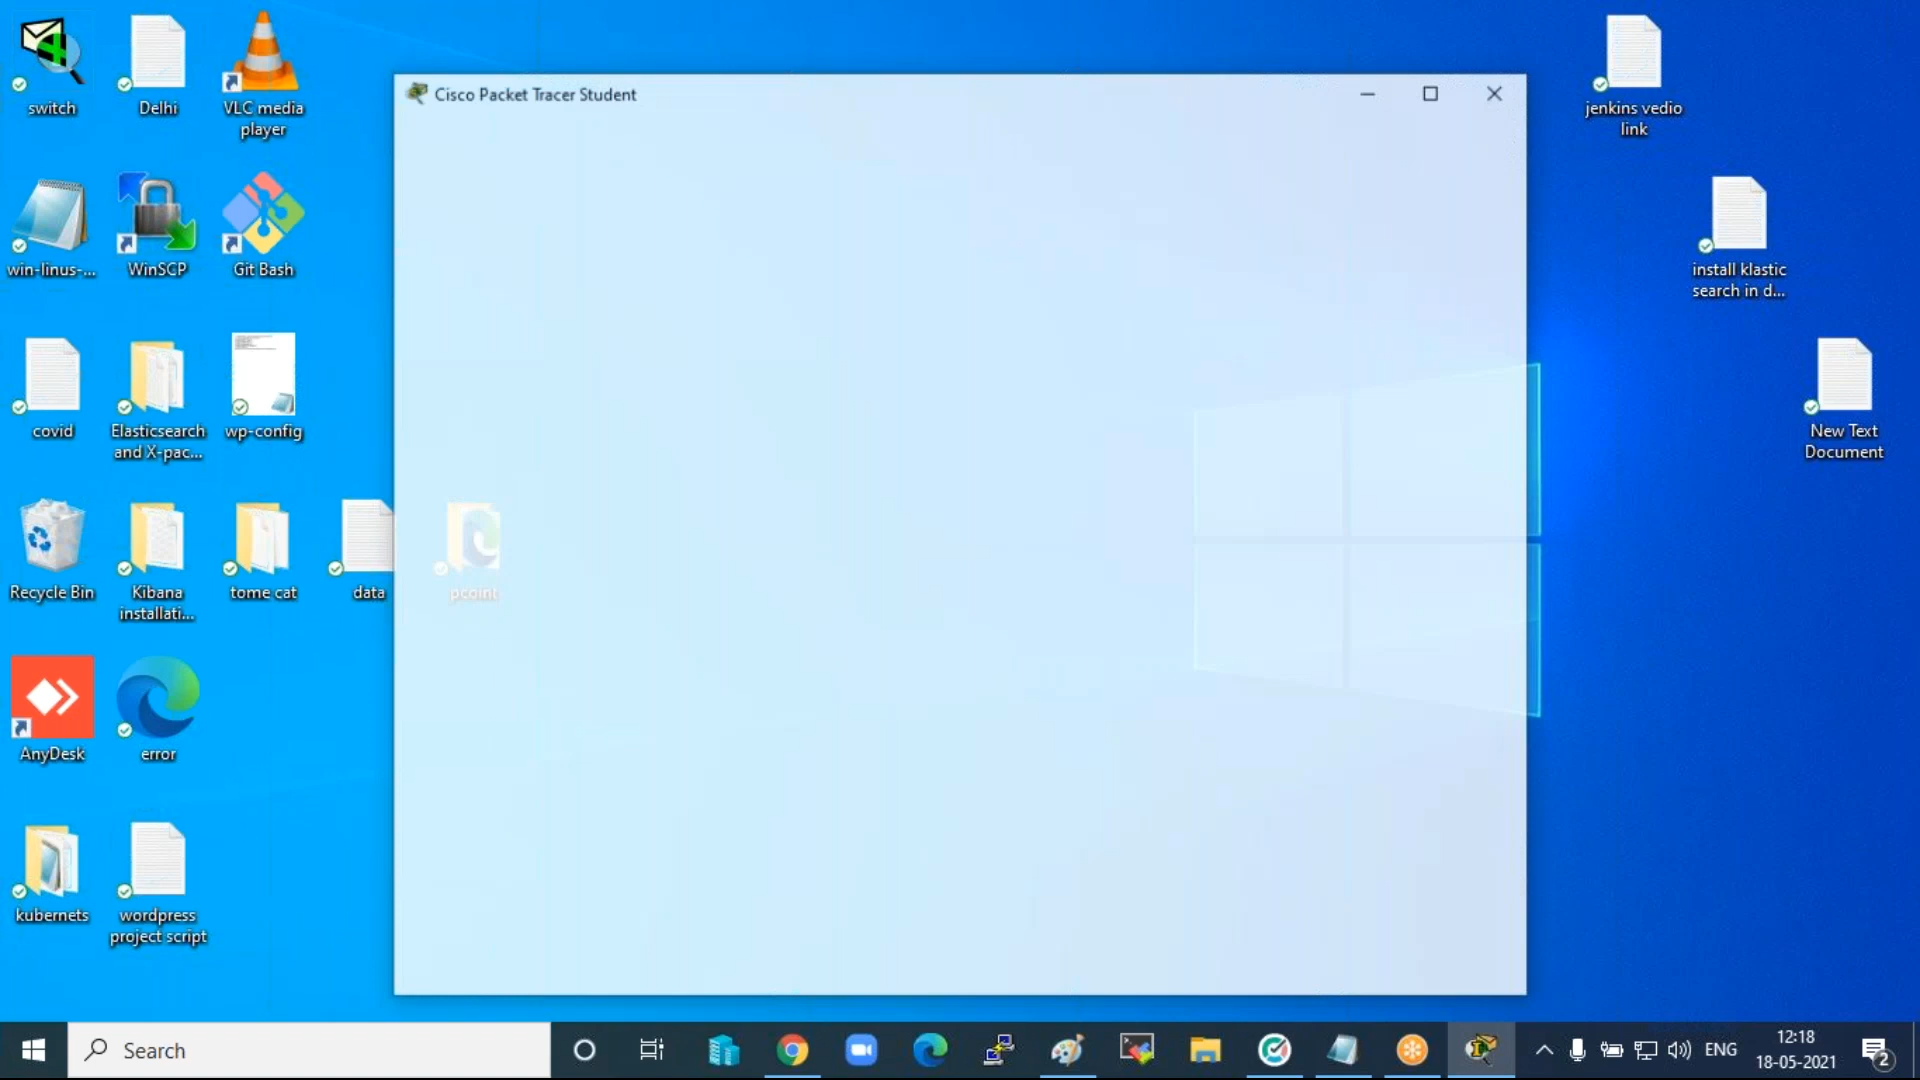 switch
Delhi
VLC media
player
Cisco Packet Tracer Student
jenkins vedio
link
win-linus-...
WinSCP
Git Bash
install klastic
search in d...
covid
Elasticsearch
and X-pac...
wp-config
New Text
Document
Recycle Bin
Kibana
installati...
tome cat
data
pcoint
AnyDesk
error
kubernets
wordpress
project script
Search
ENG
12:18
18-05-2021
2